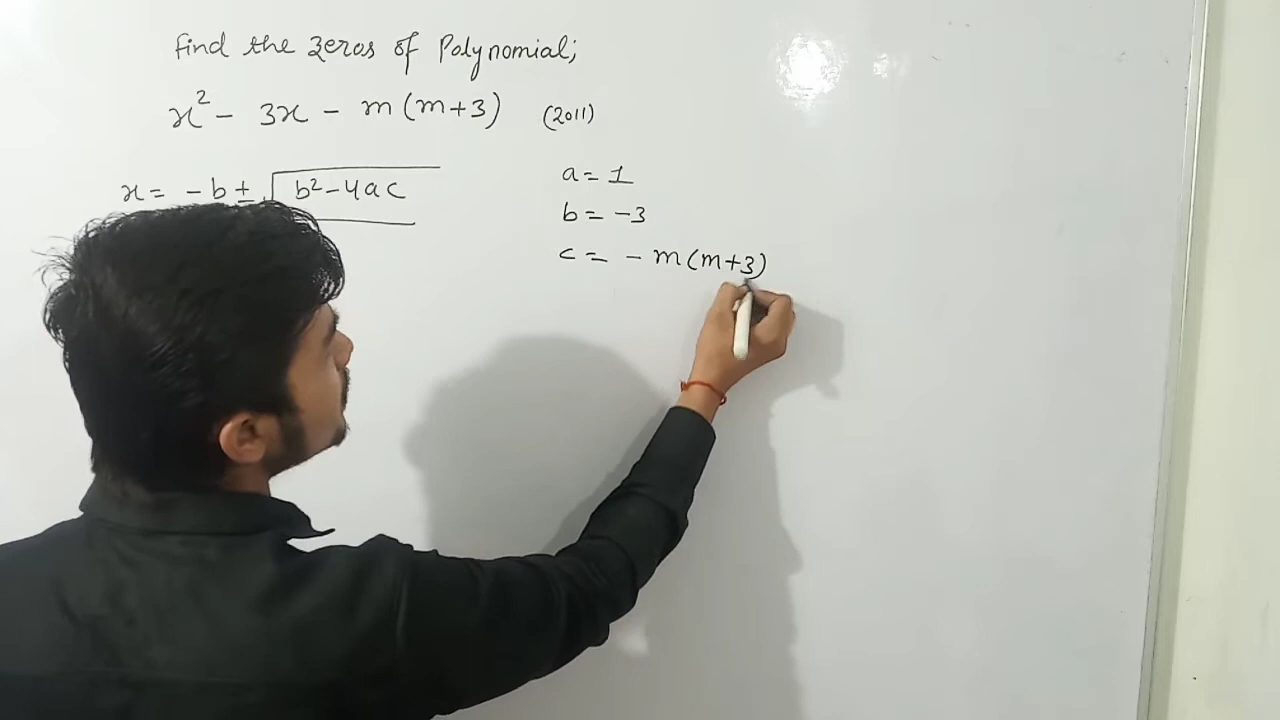 find the zeros of Polynomial;
x² - 3x - m(m+3) (2011)
x = -b ± √b²-4ac
a = 1
b = -3
c = - m(m+3)